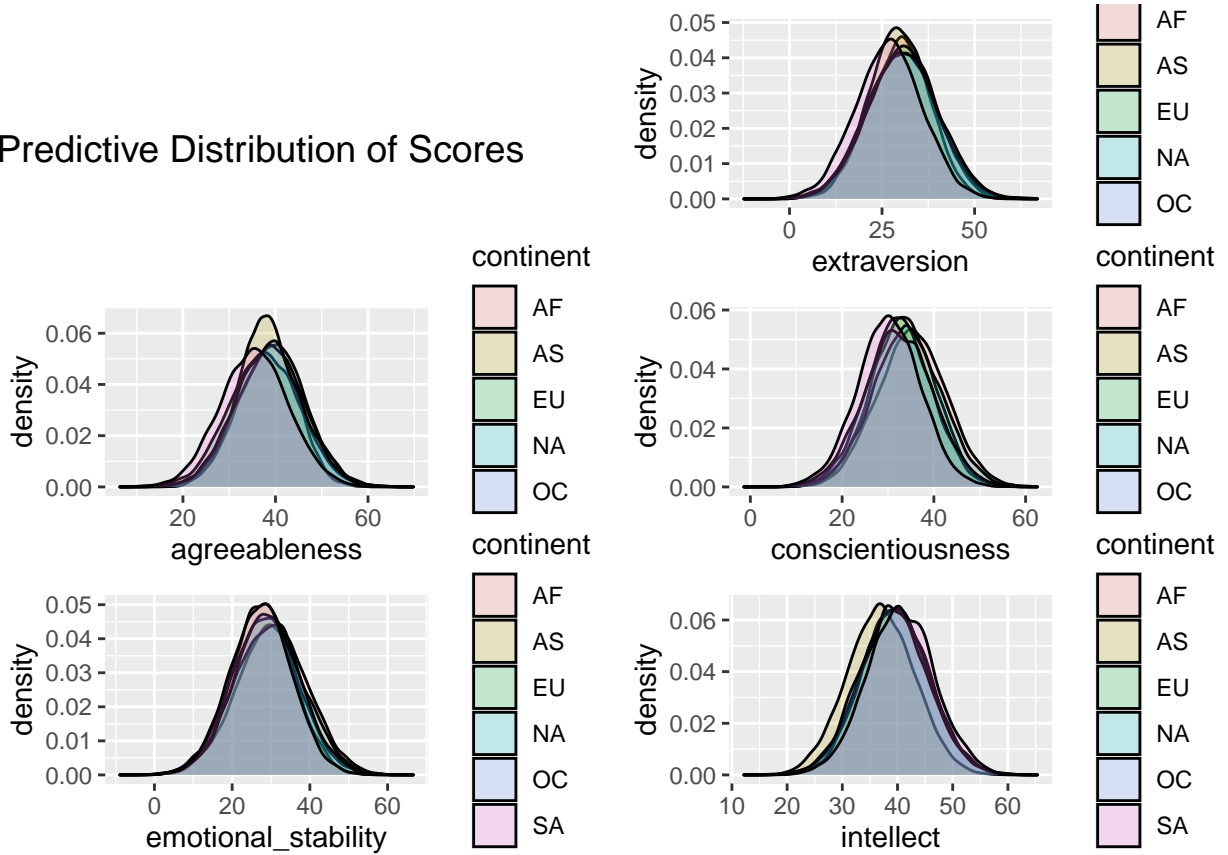 Predictive Distribution of Scores
0.05
0.04
0.03
0.02
0.01
0.00
density
0 25 50
extraversion
AF
AS
EU
NA
OC
0.06
0.04
0.02
0.00
density
20 40 60
agreeableness
continent
AF
AS
EU
NA
OC
0.06
0.04
0.02
0.00
density
0 20 40 60
conscientiousness
continent
AF
AS
EU
NA
OC
0.05
0.04
0.03
0.02
0.01
0.00
density
0 20 40 60
emotional_stability
continent
AF
AS
EU
NA
OC
SA
0.06
0.04
0.02
0.00
density
10 20 30 40 50 60
intellect
continent
AF
AS
EU
NA
OC
SA